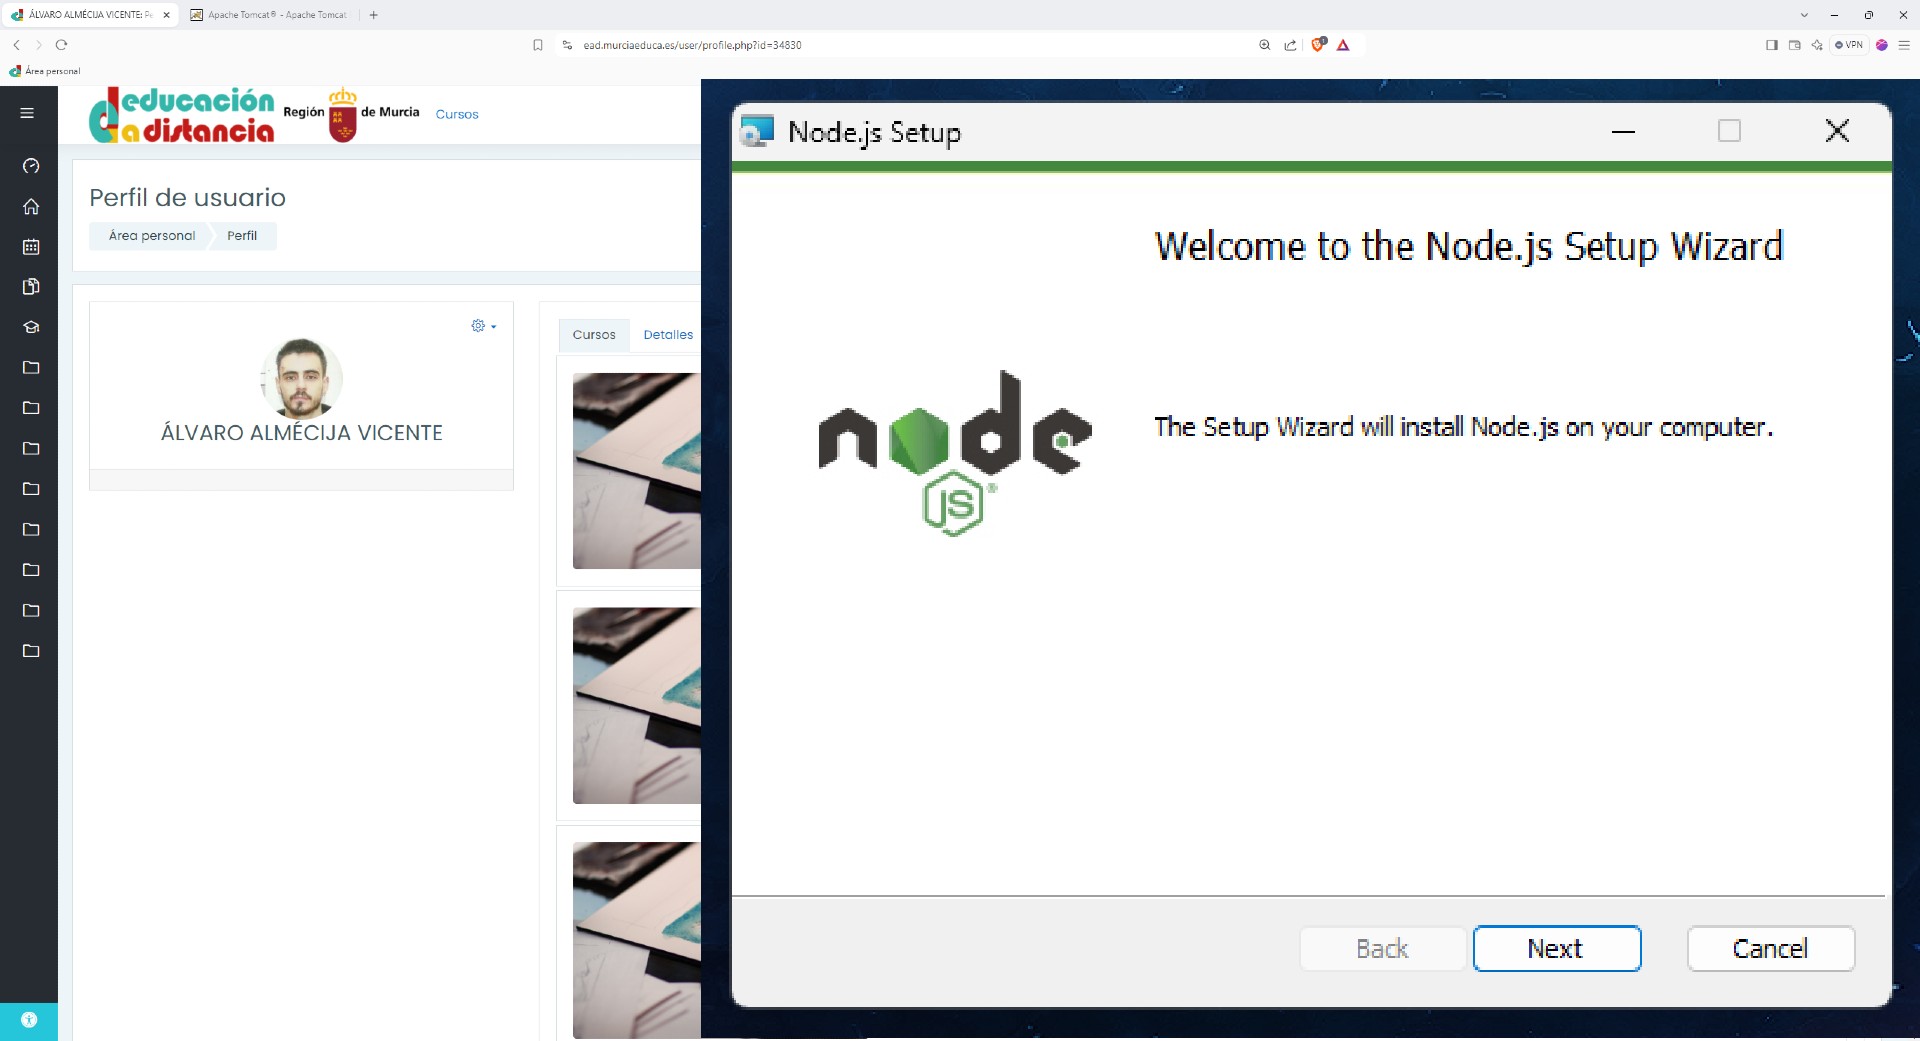 ÁLVARO ALMÉCIJA VICENTE: Pe
Apache Tomcat® - Apache Tomcat
ead.murciaeduca.es/user/profile.php?id=34830
VPN
Área personal
educación
a distancia
Región de Murcia
Cursos
Perfil de usuario
Área personal
Perfil
Cursos
Detalles
ÁLVARO ALMÉCIJA VICENTE
Node.js Setup
Welcome to the Node.js Setup Wizard
node
JS®
The Setup Wizard will install Node.js on your computer.
Back
Next
Cancel